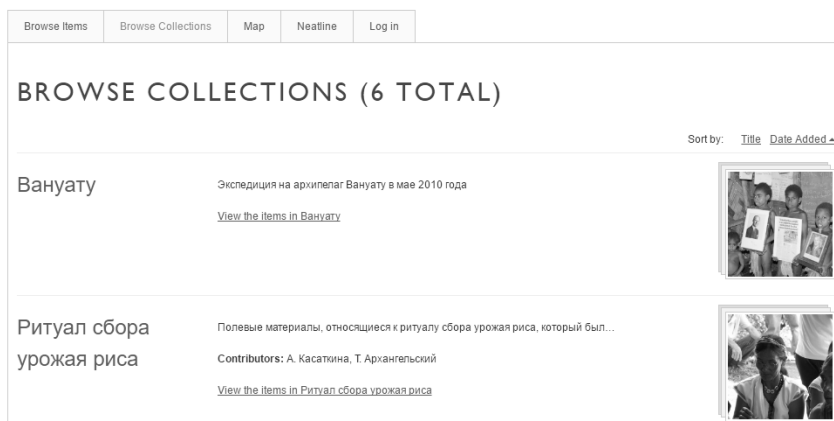 Browse Items Browse Collections Map Neatline Log in
BROWSE COLLECTIONS (6 TOTAL)
Sort by: Title Date Added
Вануату
Экспедиция на архипелаг Вануату в мае 2010 года
View the items in Вануату
Ритуал сбора
урожая риса
Полевые материалы, относящиеся к ритуалу сбора урожая риса, который был…
Contributors: А. Касаткина, Т. Архангельский
View the items in Ритуал сбора урожая риса